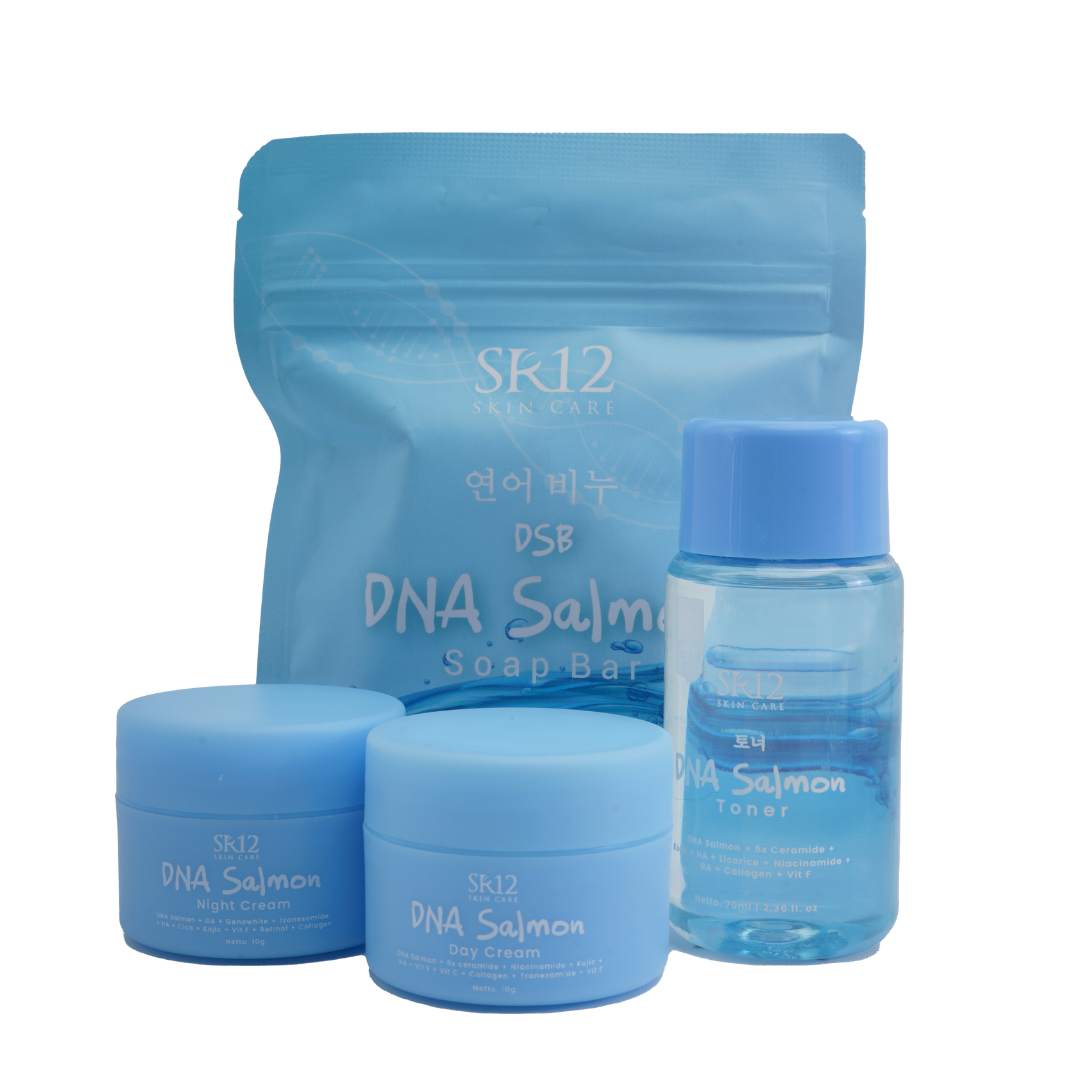 SK12
SKIN CARE
연어 비누
DSB
DNA Salmo
Soap Bar
SK12
SKIN CARE
토너
DNA Salmon
Toner
DNA Salmon + 5x Ceramide +
+ HA + Licorice + Niacinamide +
+ Collagen + Vit F
Netto. 70ml | 2.36 fl. oz
SK12
SKIN CARE
DNA Salmon
Night Cream
DNA Salmon + GA + Genowhite + Tranexamide
+ HA + Cica + Kojic + Vit F + Retinol + Collagen
Netto. 10g
SK12
SKIN CARE
DNA Salmon
Day Cream
DNA Salmon + 5x ceramide + Niacinamide + Kojic +
HA + Vit E + Vit C + Collagen + Tranexamide + Vit F
Netto. 10g